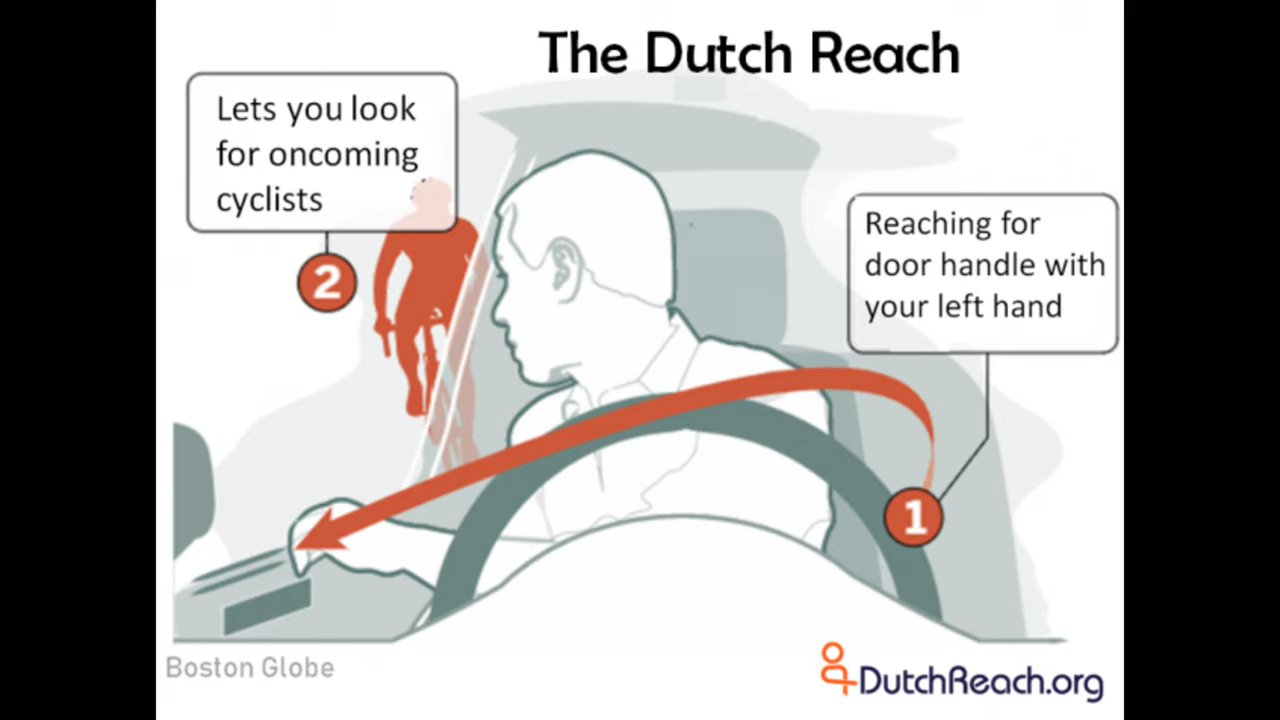 The Dutch Reach
Lets you look
for oncoming
cyclists
2
Reaching for
door handle with
your left hand
1
Boston Globe
DutchReach.org